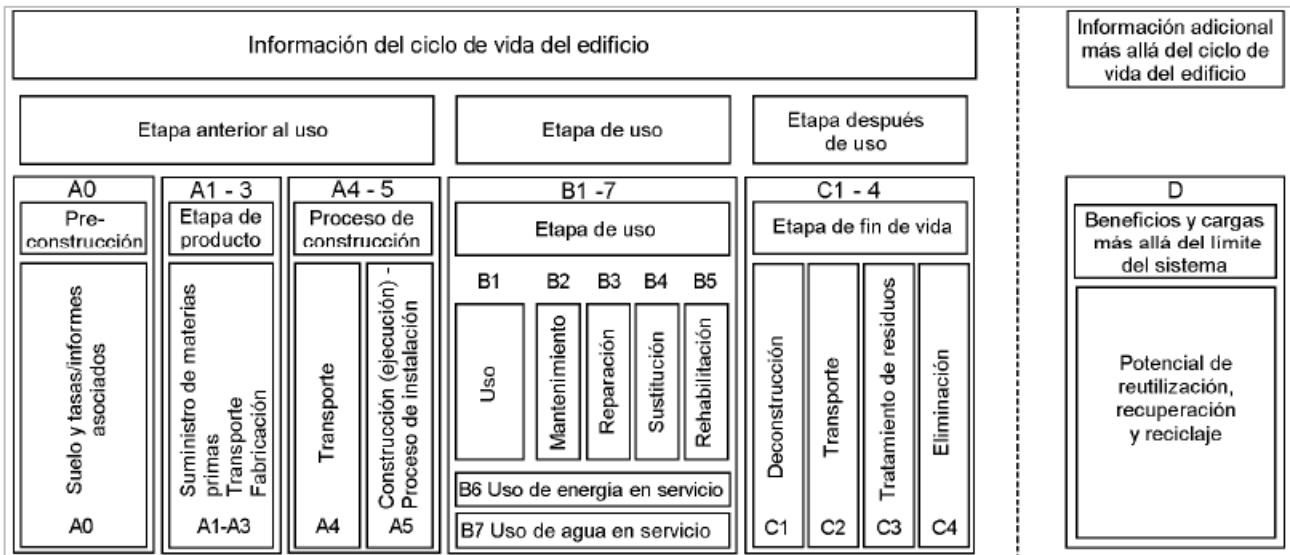 Información del ciclo de vida del edificio
Información adicional
más allá del ciclo de
vida del edificio
Etapa anterior al uso
Etapa de uso
Etapa después
de uso
A0
Pre-
construcción
Suelo y tasas/informes
asociados
A0
A1 - 3
Etapa de
producto
Suministro de materias
primas
Transporte
Fabricación
A1-A3
A4 - 5
Proceso de
construcción
Transporte
A4
Construcción (ejecución) -
Proceso de instalación
A5
B1 -7
Etapa de uso
B1
Uso
B2
Mantenimiento
B3
Reparación
B4
Sustitución
B5
Rehabilitación
B6 Uso de energía en servicio
B7 Uso de agua en servicio
C1 - 4
Etapa de fin de vida
Deconstrucción
C1
Transporte
C2
Tratamiento de residuos
C3
Eliminación
C4
D
Beneficios y cargas
más allá del límite
del sistema
Potencial de
reutilización,
recuperación
y reciclaje